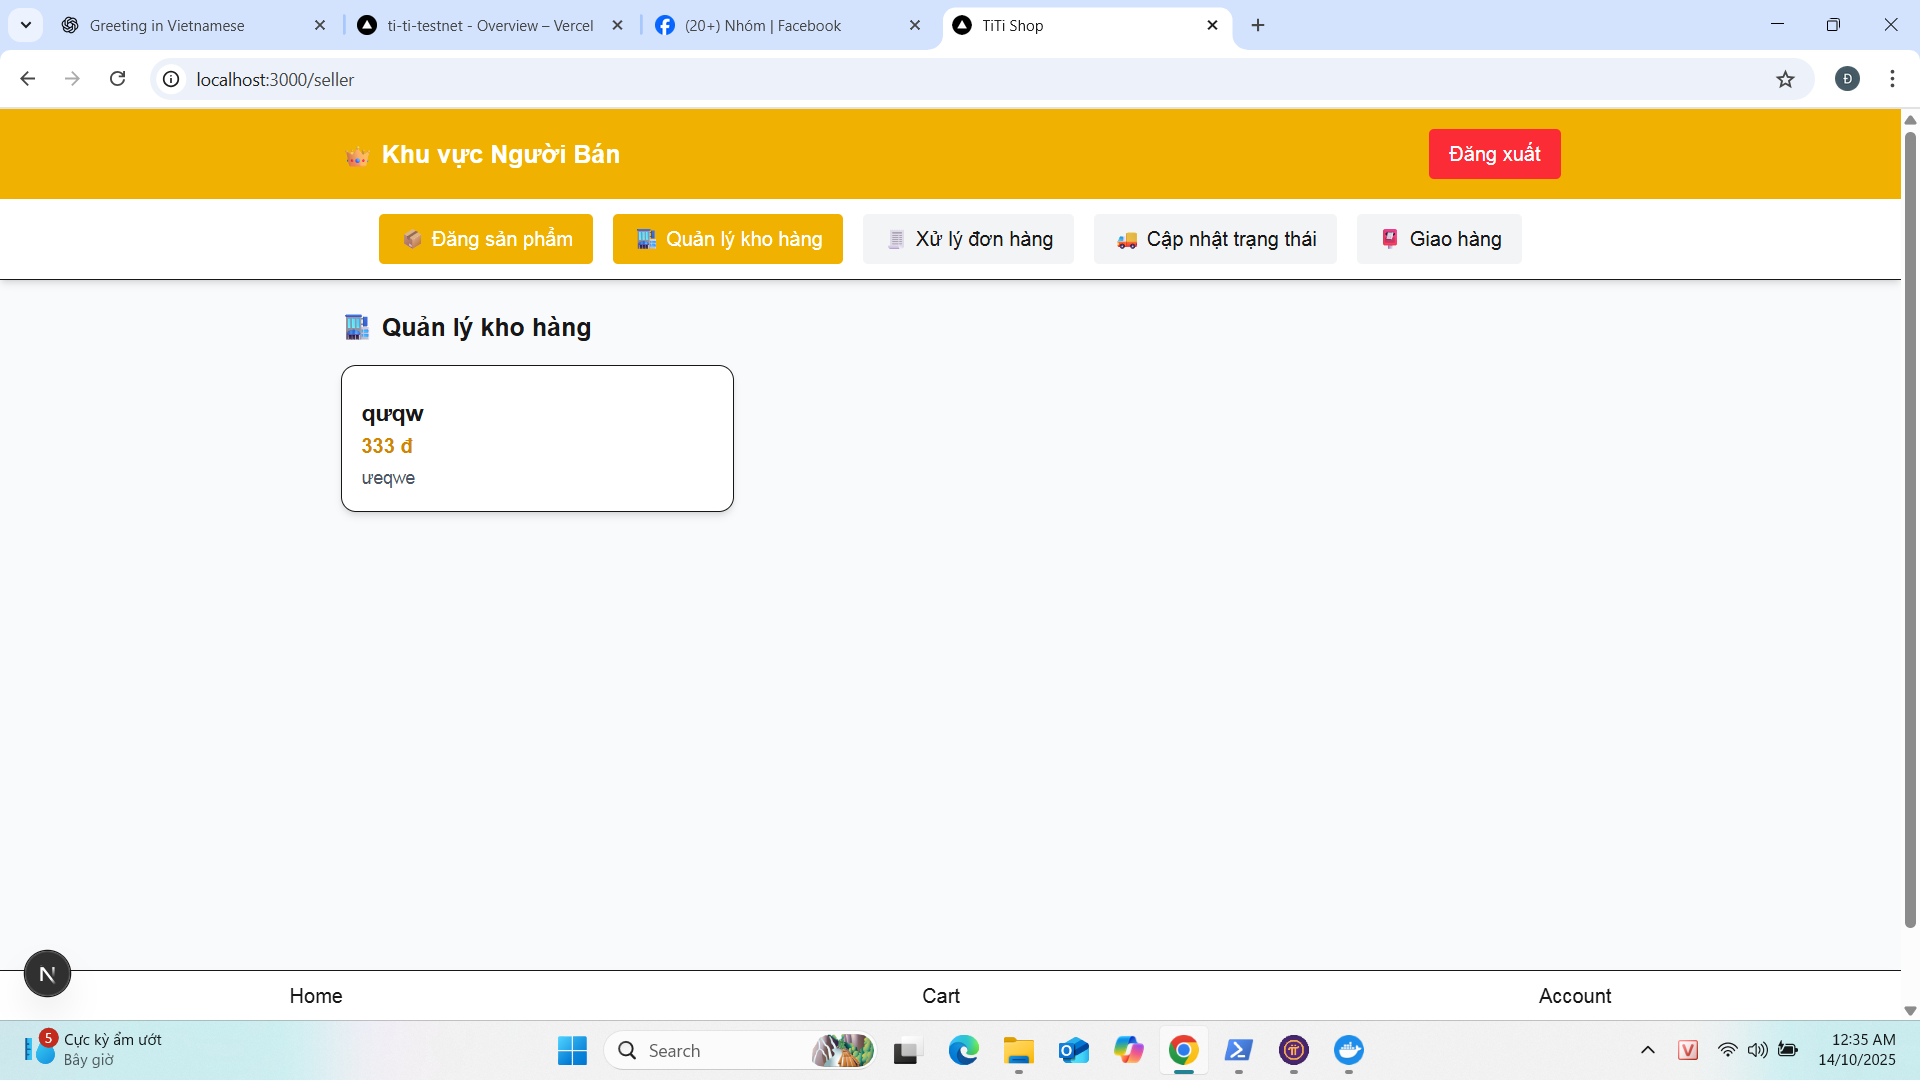 Greeting in Vietnamese
ti-ti-testnet - Overview – Vercel
(20+) Nhóm | Facebook
TiTi Shop
localhost:3000/seller
Đ
Khu vực Người Bán
Đăng xuất
Đăng sản phẩm
Quản lý kho hàng
Xử lý đơn hàng
Cập nhật trạng thái
Giao hàng
Quản lý kho hàng
qưqw
333 đ
ưeqwe
N
Home
Cart
Account
5
Cực kỳ ẩm ướt
Bây giờ
Search
V
12:35 AM
14/10/2025